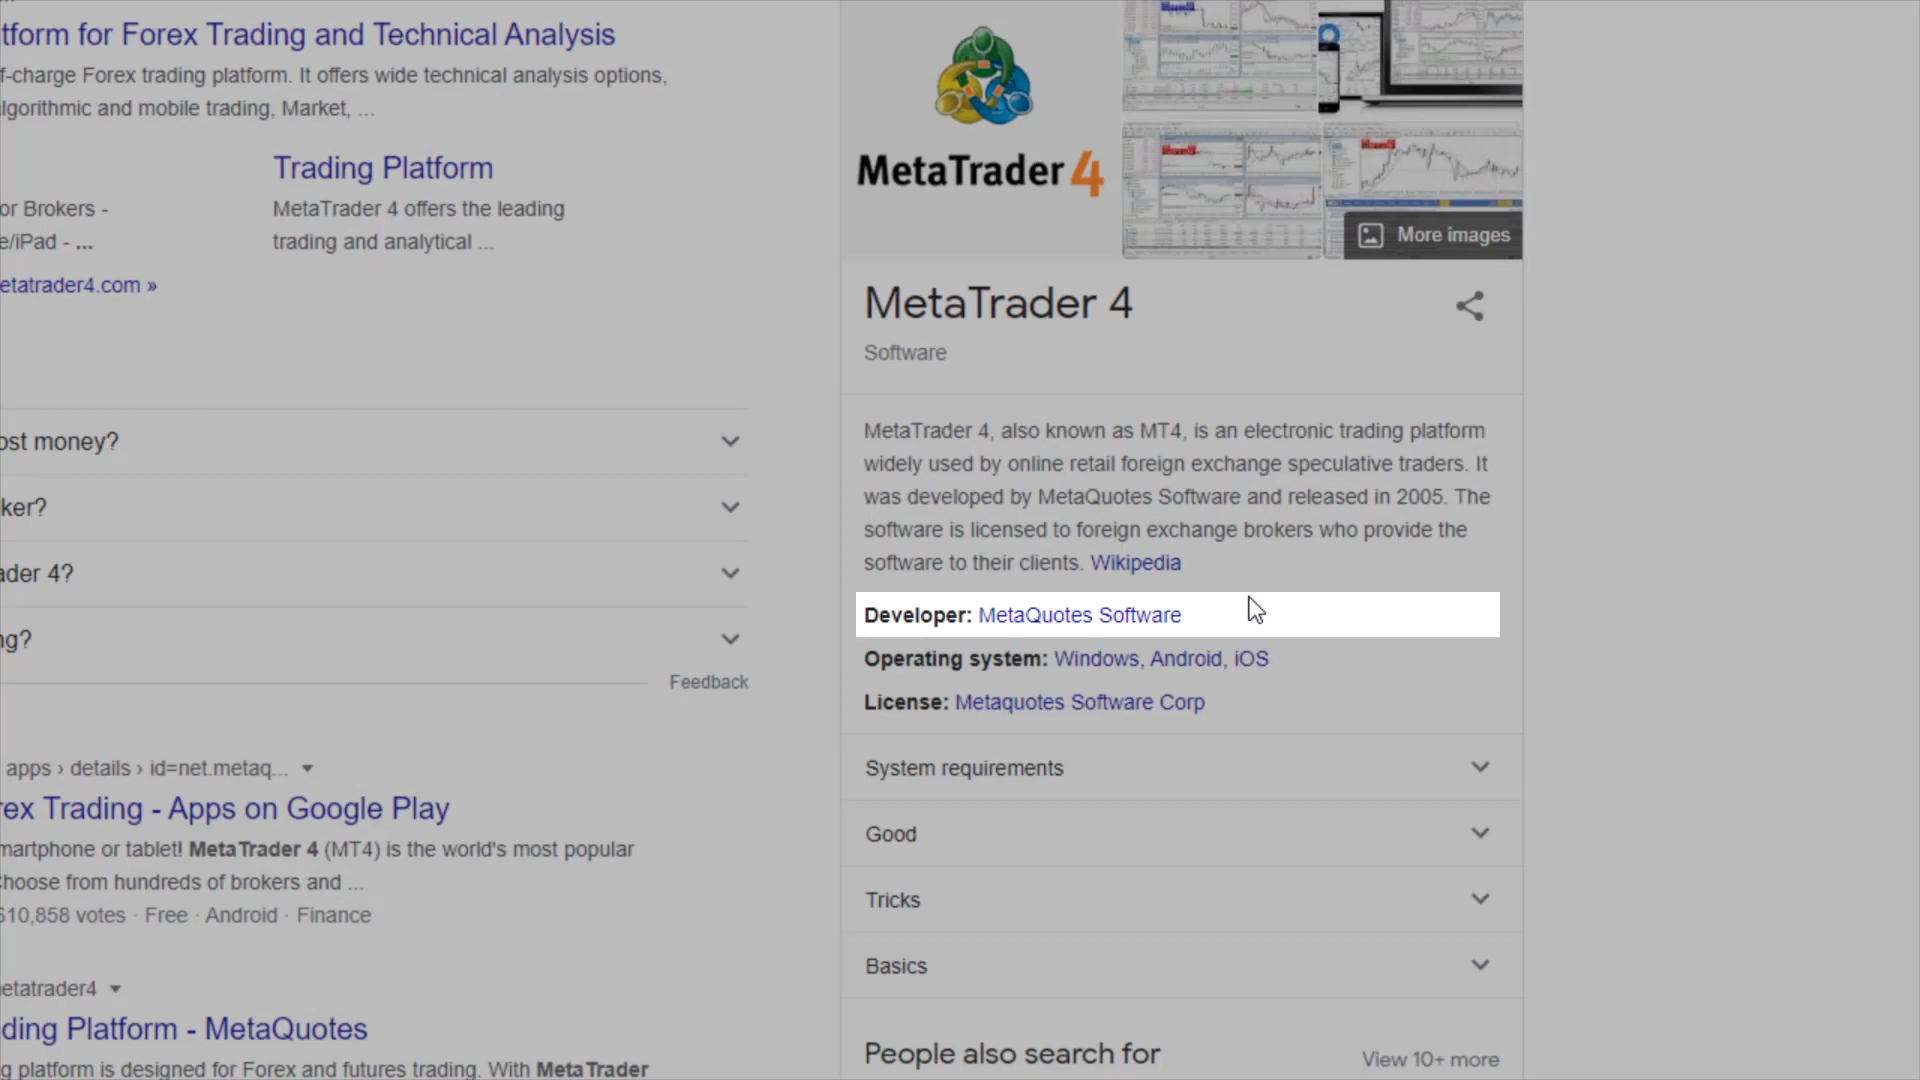 tform for Forex Trading and Technical Analysis
f-charge Forex trading platform. It offers wide technical analysis options,
lgorithmic and mobile trading, Market, ...
Trading Platform
or Brokers -
MetaTrader 4 offers the leading
e/iPad - ...
trading and analytical ...
etatrader4.com »
ost money?
ker?
ader 4?
ng?
Feedback
apps › details › id=net.metaq...
rex Trading - Apps on Google Play
martphone or tablet! MetaTrader 4 (MT4) is the world's most popular
Choose from hundreds of brokers and ...
510,858 votes · Free · Android · Finance
etatrader4
ding Platform - MetaQuotes
g platform is designed for Forex and futures trading. With MetaTrader
MetaTrader 4
More images
MetaTrader 4
Software
MetaTrader 4, also known as MT4, is an electronic trading platform
widely used by online retail foreign exchange speculative traders. It
was developed by MetaQuotes Software and released in 2005. The
software is licensed to foreign exchange brokers who provide the
software to their clients. Wikipedia
Developer: MetaQuotes Software
Operating system: Windows, Android, iOS
License: Metaquotes Software Corp
System requirements
Good
Tricks
Basics
People also search for
View 10+ more